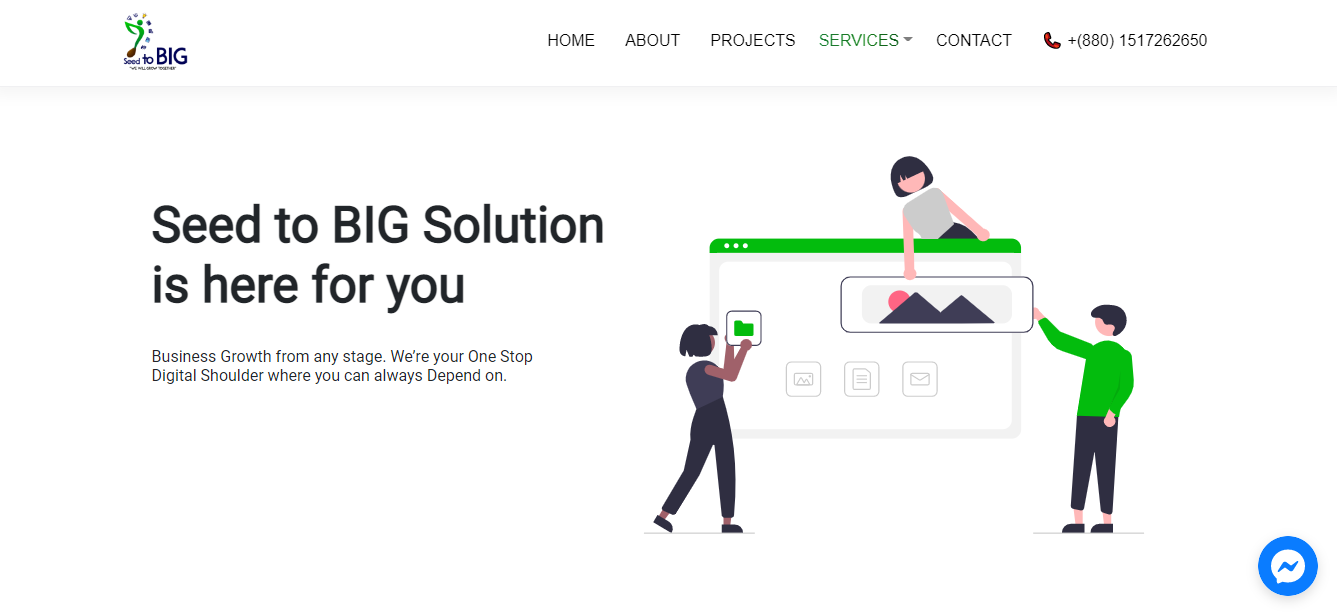 Seed to BIG
"WE WILL GROW TOGETHER"
HOME ABOUT PROJECTS SERVICES CONTACT +(880) 1517262650
Seed to BIG Solution
is here for you
Business Growth from any stage. We’re your One Stop
Digital Shoulder where you can always Depend on.